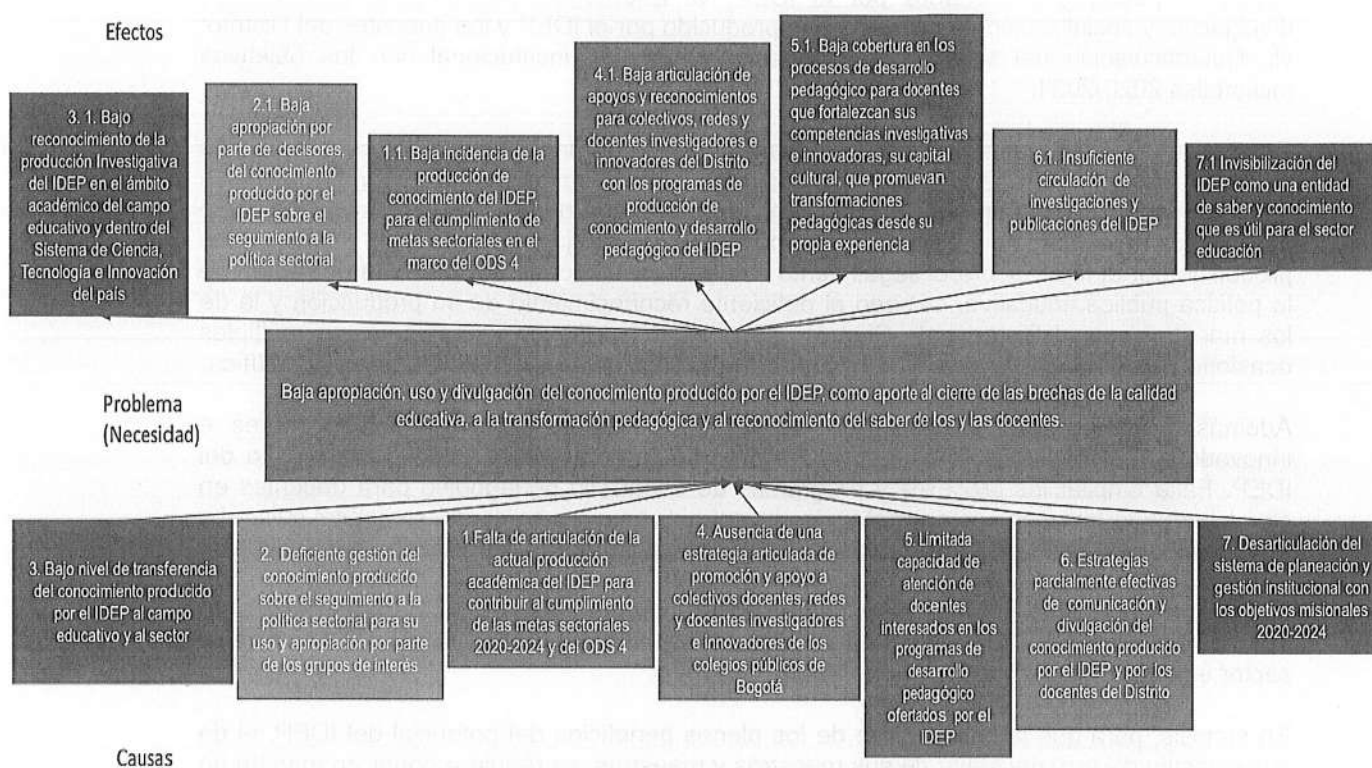 Efectos
3. 1. Bajo
reconocimiento de la
producción Investigativa
del IDEP en el ámbito
académico del campo
educativo y dentro del
Sistema de Ciencia,
Tecnología e Innovación
del país
2.1. Baja
apropiación por
parte de decisores,
del conocimiento
producido por el
IDEP sobre el
seguimiento a la
política sectorial
1.1. Baja incidencia de la
producción de
conocimiento del IDEP,
para el cumplimiento de
metas sectoriales en el
marco del ODS 4
4.1. Baja articulación de
apoyos y reconocimientos
para colectivos, redes y
docentes investigadores e
innovadores del Distrito
con los programas de
producción de
conocimiento y desarrollo
pedagógico del IDEP
5.1. Baja cobertura en los
procesos de desarrollo
pedagógico para docentes
que fortalezcan sus
competencias investigativas
e innovadoras, su capital
cultural, que promuevan
transformaciones
pedagógicas desde su
propia experiencia
6.1. Insuficiente
circulación de
investigaciones y
publicaciones del IDEP
7.1 Invisibilización del
IDEP como una entidad
de saber y conocimiento
que es útil para el sector
educación
Problema
(Necesidad)
Baja apropiación, uso y divulgación del conocimiento producido por el IDEP, como aporte al cierre de las brechas de la calidad
educativa, a la transformación pedagógica y al reconocimiento del saber de los y las docentes.
3. Bajo nivel de transferencia
del conocimiento producido
por el IDEP al campo
educativo y al sector
2. Deficiente gestión del
conocimiento producido
sobre el seguimiento a la
política sectorial para su
uso y apropiación por parte
de los grupos de interés
1.Falta de articulación de la
actual producción
académica del IDEP para
contribuir al cumplimiento
de las metas sectoriales
2020-2024 y del ODS 4
4. Ausencia de una
estrategia articulada de
promoción y apoyo a
colectivos docentes, redes
y docentes investigadores
e innovadores de los
colegios públicos de
Bogotá
5. Limitada
capacidad de
atención de
docentes
interesados en los
programas de
desarrollo
pedagógico
ofertados por el
IDEP
6. Estrategias
parcialmente efectivas
de comunicación y
divulgación del
conocimiento producido
por el IDEP y por los
docentes del Distrito
7. Desarticulación del
sistema de planeación y
gestión institucional con
los objetivos misionales
2020-2024
Causas